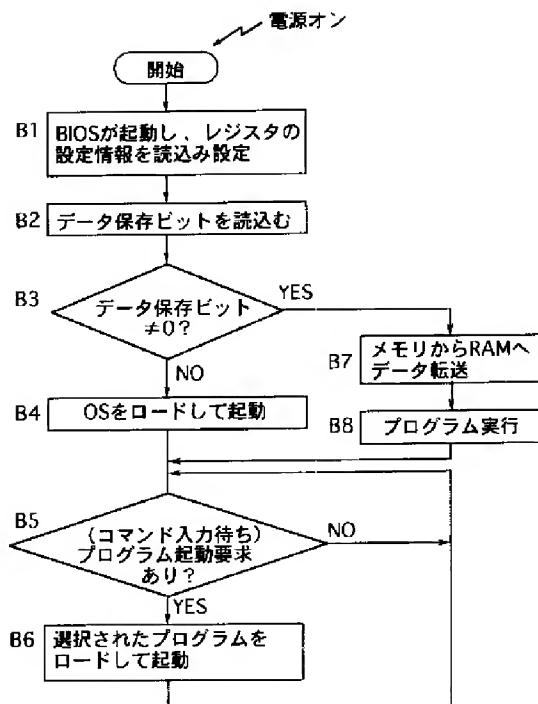 電源オン
開始
B1
BIOSが起動し、レジスタの
設定情報を読込み設定
B2
データ保存ビットを読込む
B3
データ保存ビット
≠0?
YES
NO
B7
メモリからRAMへ
データ転送
B4
OSをロードして起動
B8
プログラム実行
B5
(コマンド入力待ち)
プログラム起動要求
あり?
NO
YES
B6
選択されたプログラムを
ロードして起動